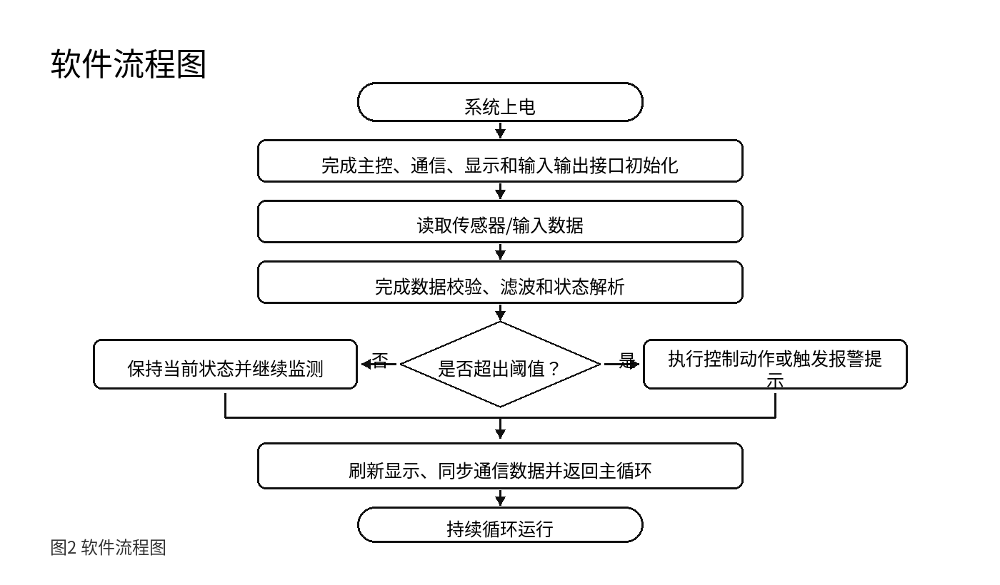 软件流程图
系统上电
完成主控、通信、显示和输入输出接口初始化
读取传感器/输入数据
完成数据校验、滤波和状态解析
保持当前状态并继续监测
否
是否超出阈值？
是
执行控制动作或触发报警提
示
刷新显示、同步通信数据并返回主循环
持续循环运行
图2 软件流程图